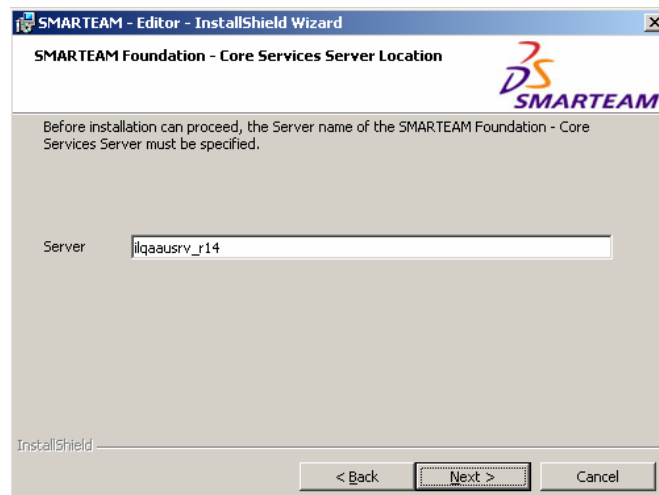 SMARTEAM - Editor - InstallShield Wizard
SMARTEAM Foundation - Core Services Server Location
SMARTEAM
Before installation can proceed, the Server name of the SMARTEAM Foundation - Core
Services Server must be specified.
Server ilqaausrv_r14
InstallShield
< Back Next > Cancel